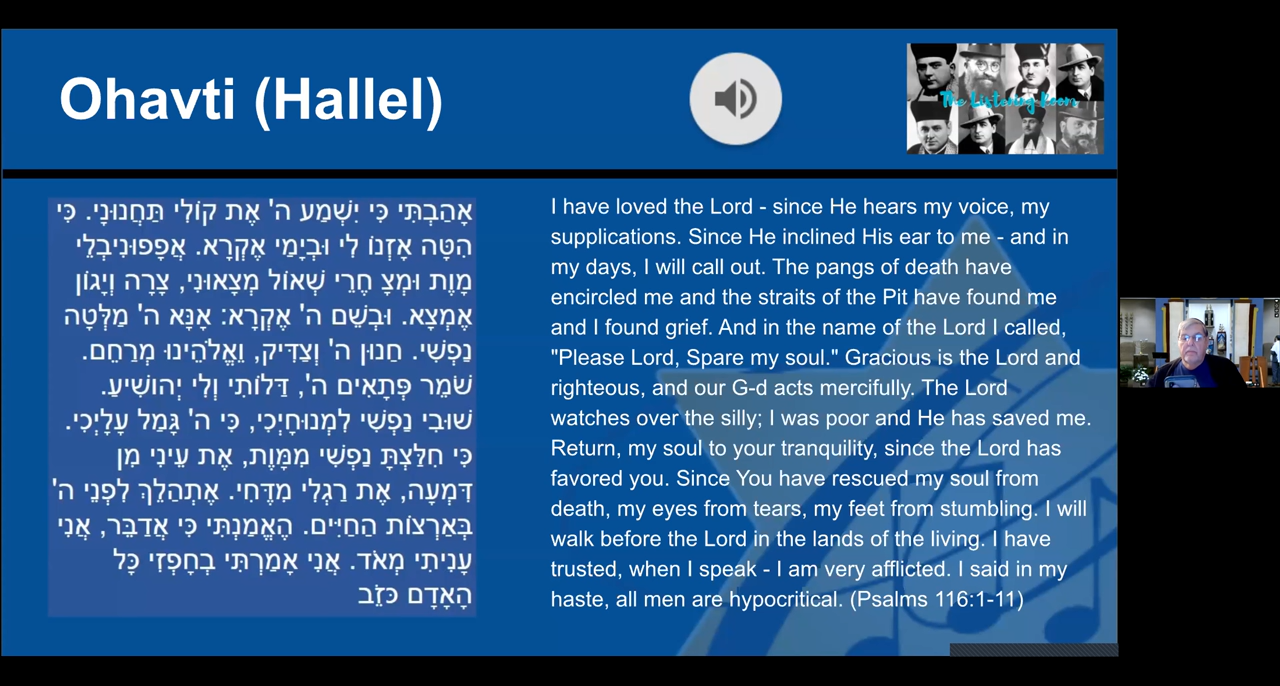 Ohavti (Hallel)
The Listening Room
אָהַבְתִּי כִּי יִשְׁמַע ה' אֶת קוֹלִי תַּחֲנוּנָי. כִּי
הִטָּה אָזְנוֹ לִי וּבְיָמַי אֶקְרָא. אֲפָפוּנִיבְלֵי
מָוֶת וּמְצָ חֶרֵי שְׁאוֹל מְצָאוּנִי, צָרָה וְיָגוֹן
אֶמְצָא. וּבְשֵׁם ה' אֶקְרָא: אָנָּא ה' מַלְּטָה
נַפְשִׁי. חַנוּן ה' וְצַדִּיק, וֵאֱלֹהֵינוּ מְרַחֵם.
שֹׁמֵר פְּתָאִים ה', דַּלּוֹתִי וְלִי יְהוֹשִׁיעַ.
שׁוּבִי נַפְשִׁי לִמְנוּחָיְכִי, כִּי ה' גָּמַל עָלָיְכִי.
כִּי חִלַּצְתָּ נַפְשִׁי מִמָּוֶת, אֶת עֵינִי מִן
דִּמְעָה, אֶת רַגְלִי מִדֶּחִי. אֶתְהַלֵּךְ לִפְנֵי ה'
בְּאַרְצוֹת הַחַיִּים. הֶאֱמַנְתִּי כִּי אֲדַבֵּר, אֲנִי
עָנִיתִי מְאֹד. אֲנִי אָמַרְתִּי בְחָפְזִי כָּל
הָאָדָם כּזֵב
I have loved the Lord - since He hears my voice, my
supplications. Since He inclined His ear to me - and in
my days, I will call out. The pangs of death have
encircled me and the straits of the Pit have found me
and I found grief. And in the name of the Lord I called,
"Please Lord, Spare my soul." Gracious is the Lord and
righteous, and our G-d acts mercifully. The Lord
watches over the silly; I was poor and He has saved me.
Return, my soul to your tranquility, since the Lord has
favored you. Since You have rescued my soul from
death, my eyes from tears, my feet from stumbling. I will
walk before the Lord in the lands of the living. I have
trusted, when I speak - I am very afflicted. I said in my
haste, all men are hypocritical. (Psalms 116:1-11)